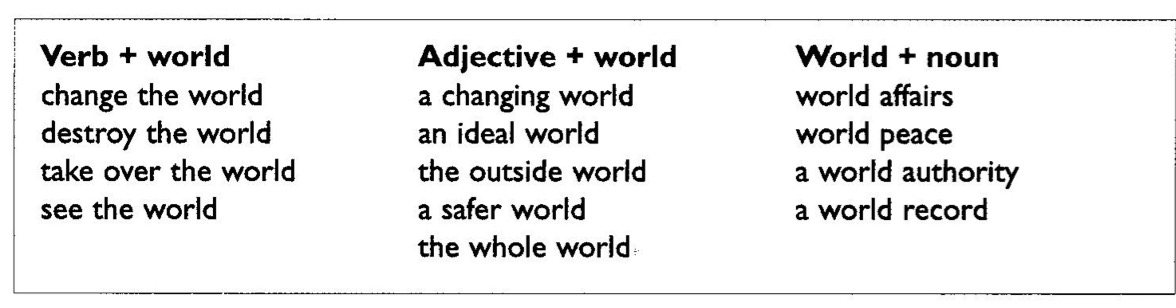 Verb + world
change the world
destroy the world
take over the world
see the world
Adjective + world
a changing world
an ideal world
the outside world
a safer world
the whole world
World + noun
world affairs
world peace
a world authority
a world record